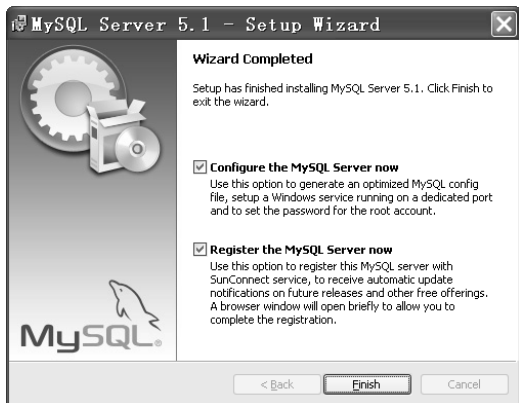 MySQL Server 5.1 - Setup Wizard
Wizard Completed
Setup has finished installing MySQL Server 5.1. Click Finish to
exit the wizard.
Configure the MySQL Server now
Use this option to generate an optimized MySQL config
file, setup a Windows service running on a dedicated port
and to set the password for the root account.
Register the MySQL Server now
Use this option to register this MySQL server with
SunConnect service, to receive automatic update
notifications on future releases and other free offerings.
A browser window will open briefly to allow you to
complete the registration.
MySQL®
< Back
Finish
Cancel